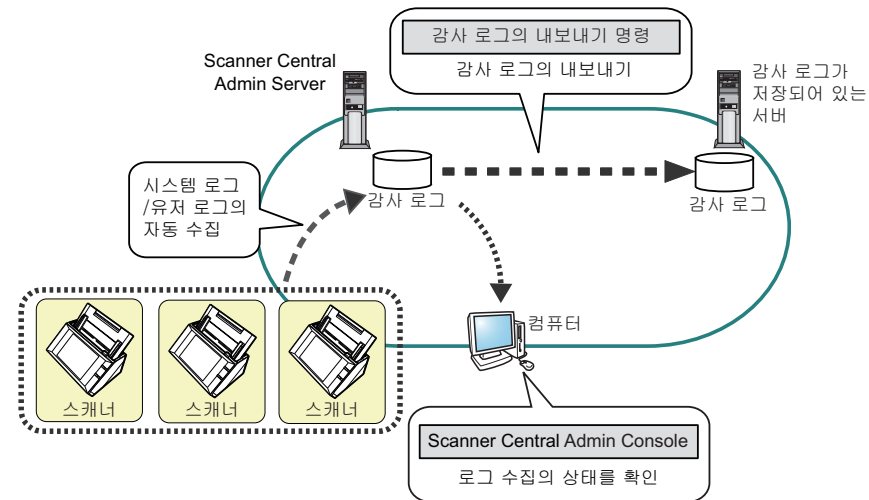 감사 로그의 내보내기 명령
감사 로그의 내보내기
Scanner Central
Admin Server
감사 로그가
저장되어 있는
서버
시스템 로그
/유저 로그의
자동 수집
감사 로그
감사 로그
컴퓨터
스캐너
스캐너
스캐너
Scanner Central Admin Console
로그 수집의 상태를 확인